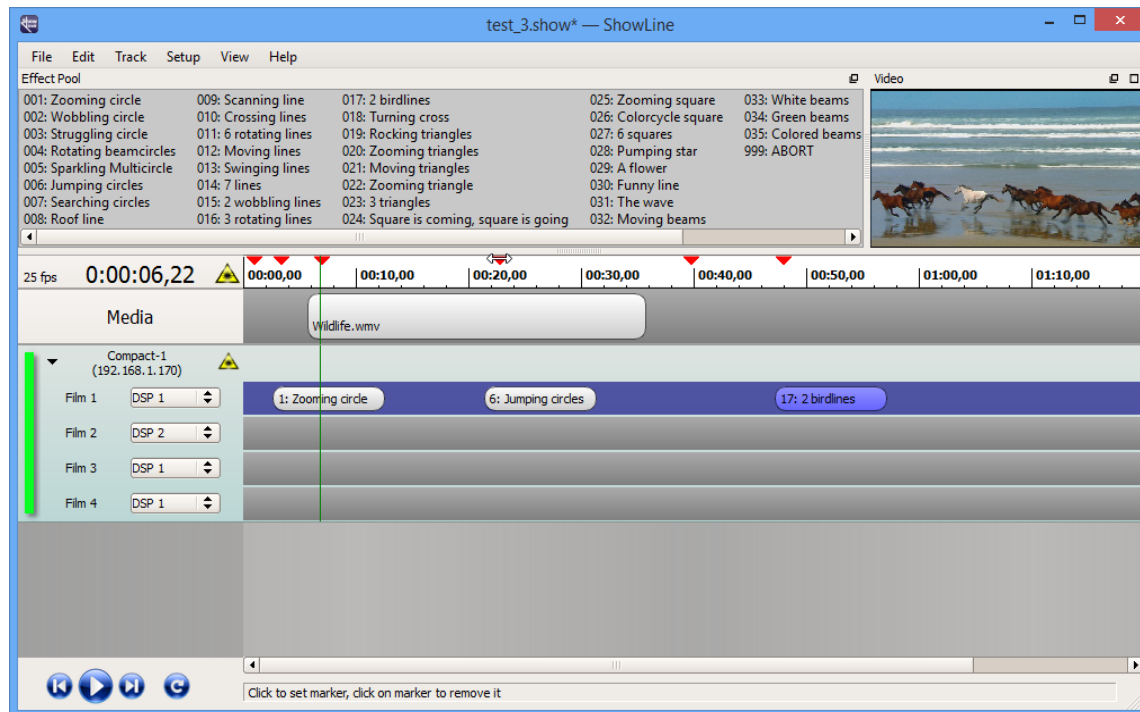 test_3.show* — ShowLine
File Edit Track Setup View Help
Effect Pool
Video
001: Zooming circle
002: Wobbling circle
003: Struggling circle
004: Rotating beamcircles
005: Sparkling Multicircle
006: Jumping circles
007: Searching circles
008: Roof line
009: Scanning line
010: Crossing lines
011: 6 rotating lines
012: Moving lines
013: Swinging lines
014: 7 lines
015: 2 wobbling lines
016: 3 rotating lines
017: 2 birdlines
018: Turning cross
019: Rocking triangles
020: Zooming triangles
021: Moving triangles
022: Zooming triangle
023: 3 triangles
024: Square is coming, square is going
025: Zooming square
026: Colorcycle square
027: 6 squares
028: Pumping star
029: A flower
030: Funny line
031: The wave
032: Moving beams
033: White beams
034: Green beams
035: Colored beams
999: ABORT
25 fps 0:00:06,22
00:00,00 00:10,00 00:20,00 00:30,00 00:40,00 00:50,00 01:00,00 01:10,00
Media
Wildlife.wmv
Compact-1
(192.168.1.170)
Film 1 DSP 1 1: Zooming circle 6: Jumping circles 17: 2 birdlines
Film 2 DSP 2
Film 3 DSP 1
Film 4 DSP 1
Click to set marker, click on marker to remove it